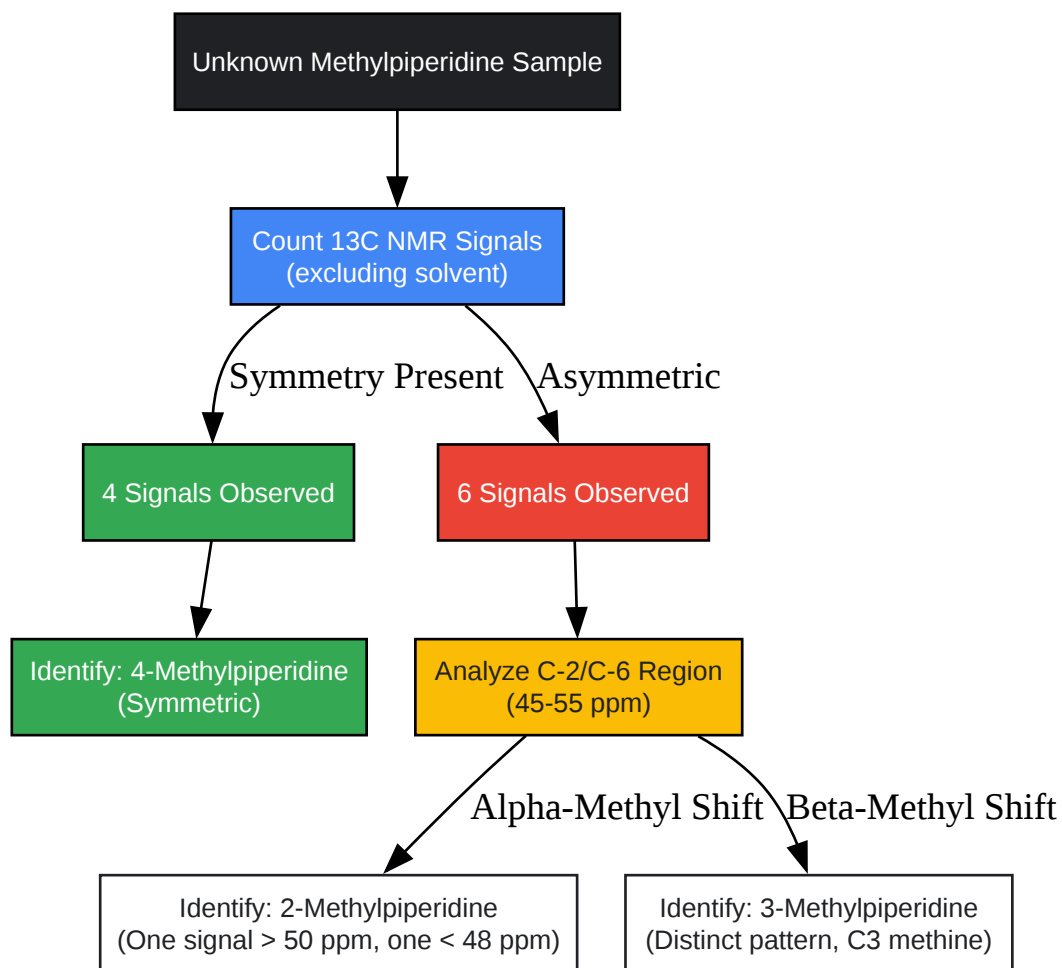 Unknown Methylpiperidine Sample
Count 13C NMR Signals
(excluding solvent)
Symmetry Present
Asymmetric
4 Signals Observed
6 Signals Observed
Identify: 4-Methylpiperidine
(Symmetric)
Analyze C-2/C-6 Region
(45-55 ppm)
Alpha-Methyl Shift
Beta-Methyl Shift
Identify: 2-Methylpiperidine
(One signal > 50 ppm, one < 48 ppm)
Identify: 3-Methylpiperidine
(Distinct pattern, C3 methine)